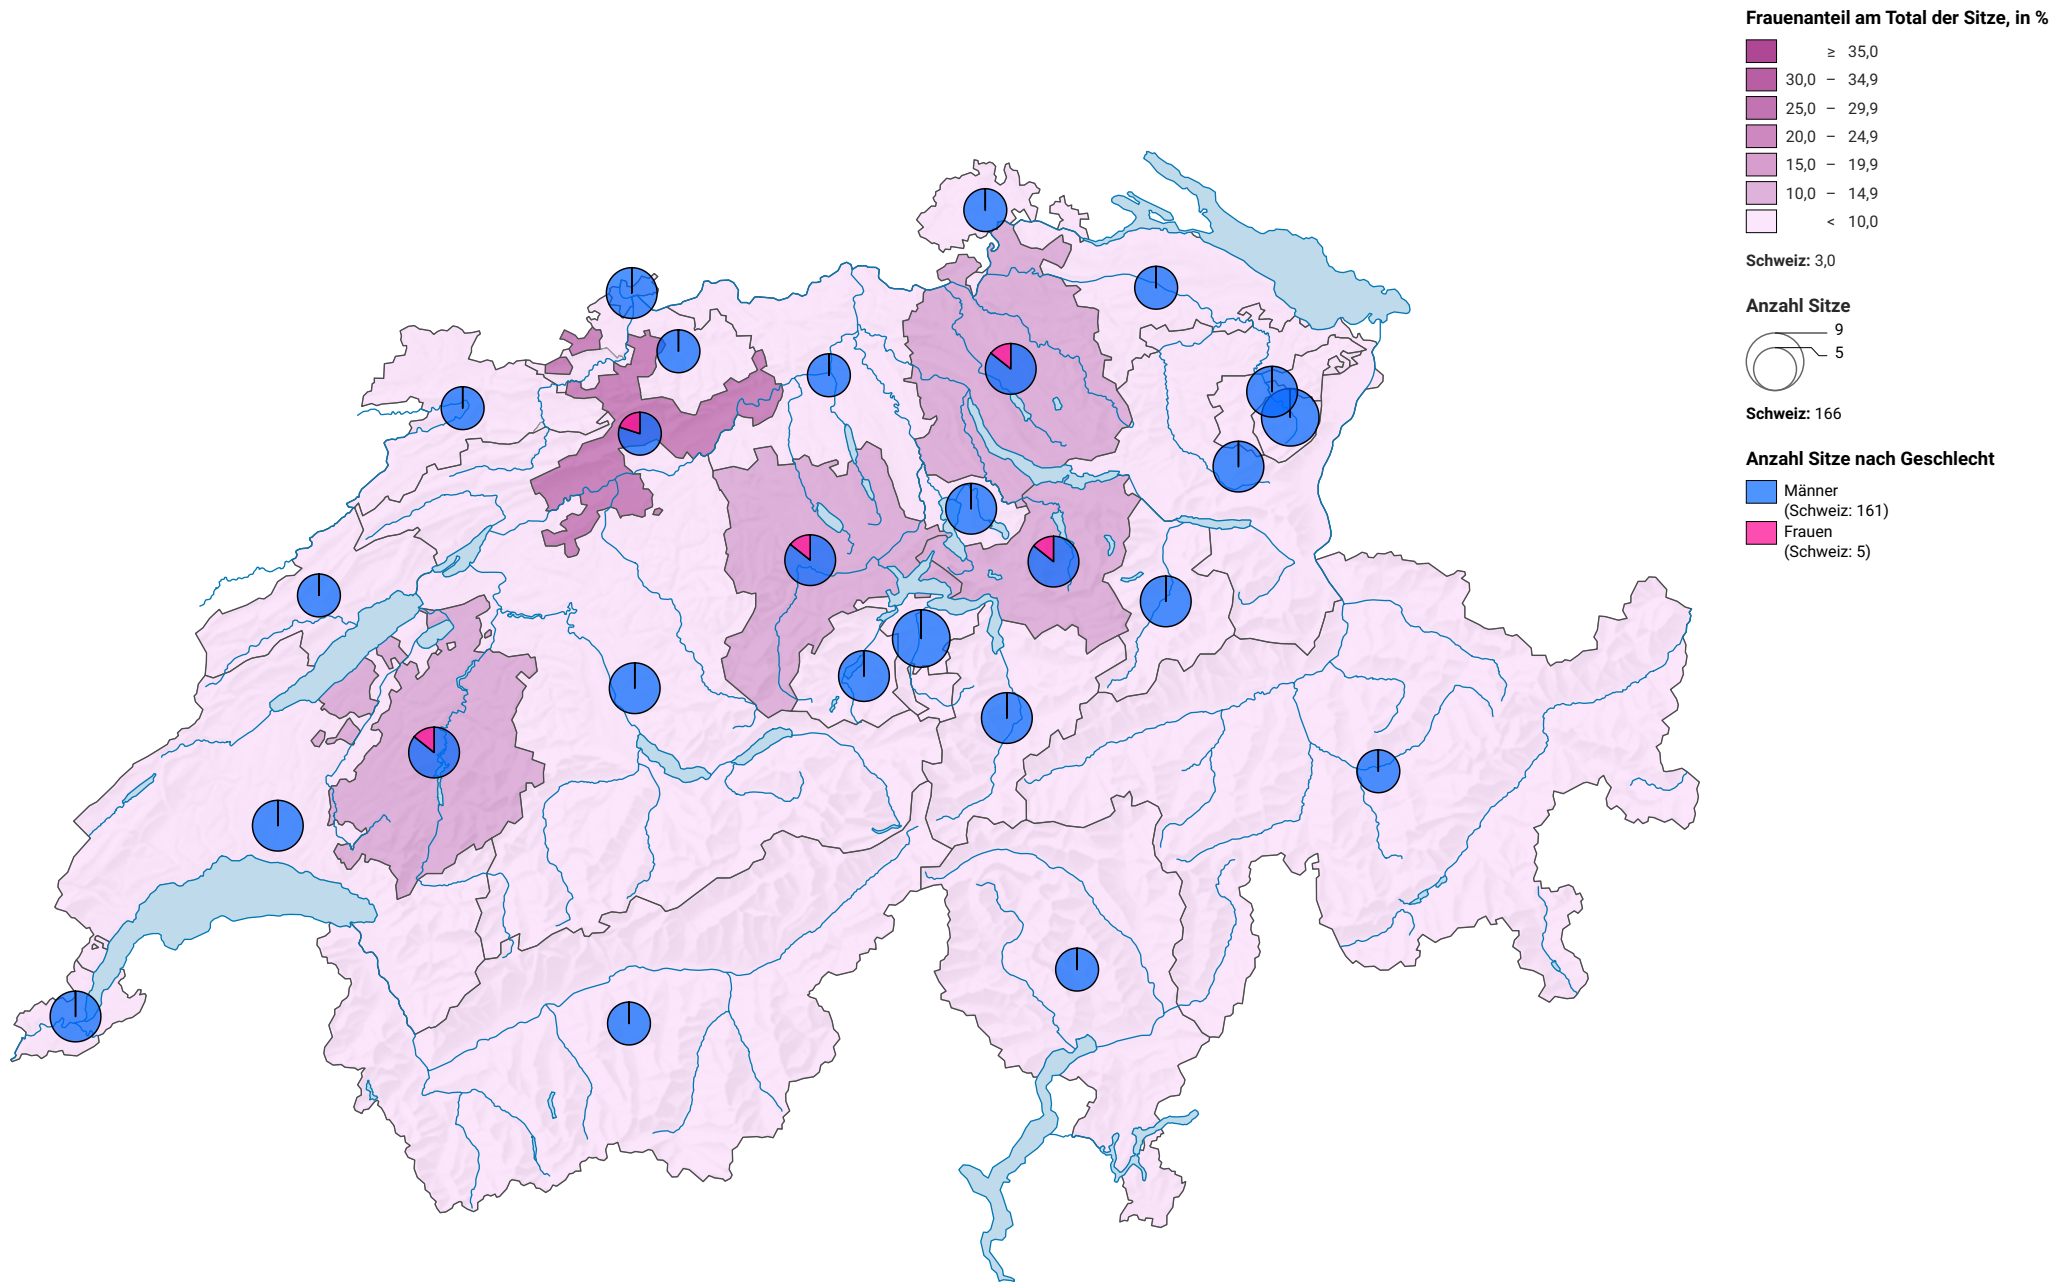 Frauenanteil am Total der Sitze, in %
≥ 35,0
30,0 – 34,9
25,0 – 29,9
20,0 – 24,9
15,0 – 19,9
10,0 – 14,9
< 10,0
Schweiz: 3,0
Anzahl Sitze
9
5
Schweiz: 166
Anzahl Sitze nach Geschlecht
Männer
(Schweiz: 161)
Frauen
(Schweiz: 5)